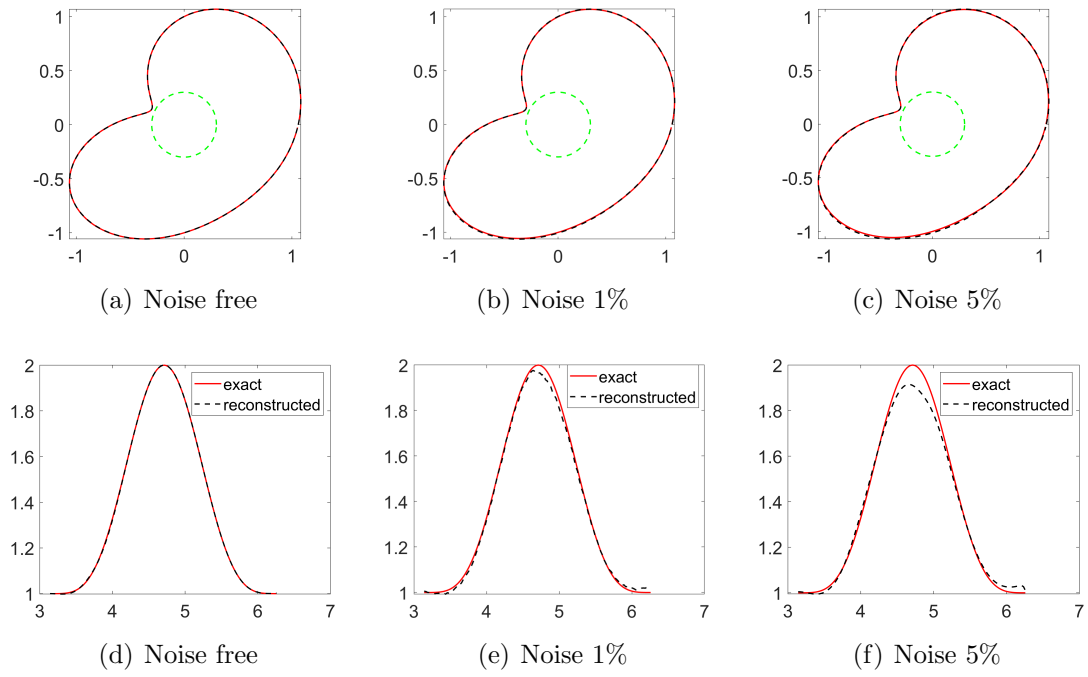 1
0.5
0
-0.5
-1
-1 0 1
(a) Noise free
1
0.5
0
-0.5
-1
-1 0 1
(b) Noise 1%
1
0.5
0
-0.5
-1
-1 0 1
(c) Noise 5%
2
1.8
1.6
1.4
1.2
1
3 4 5 6 7
exact
reconstructed
(d) Noise free
2
1.8
1.6
1.4
1.2
1
3 4 5 6 7
exact
reconstructed
(e) Noise 1%
2
1.8
1.6
1.4
1.2
1
3 4 5 6 7
exact
reconstructed
(f) Noise 5%